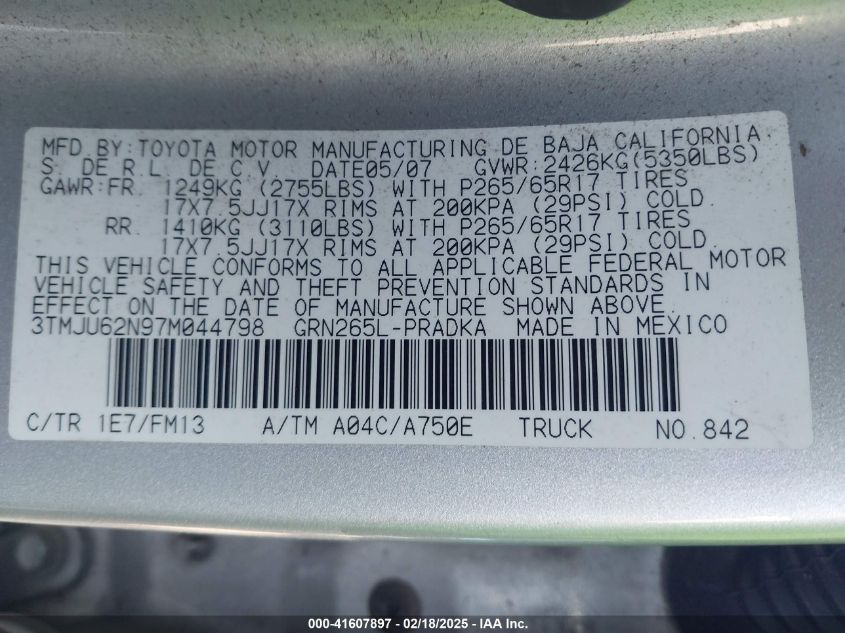 MFD BY: TOYOTA MOTOR MANUFACTURING DE BAJA CALIFORNIA
S. DE R L. DE C.V. DATE05/07 GVWR:2426KG(5350LBS)
GAWR:FR. 1249KG (2755LBS) WITH P265/65R17 TIRES
17X7.5JJ17X RIMS AT 200KPA (29PSI) COLD.
RR. 1410KG (3110LBS) WITH P265/65R17 TIRES
17X7.5JJ17X RIMS AT 200KPA (29PSI) COLD.
THIS VEHICLE CONFORMS TO ALL APPLICABLE FEDERAL MOTOR
VEHICLE SAFETY AND THEFT PREVENTION STANDARDS IN
EFFECT ON THE DATE OF MANUFACTURE SHOWN ABOVE.
3TMJU62N97M044798 GRN265L-PRADKA MADE IN MEXICO
C/TR 1E7/FM13 A/TM A04C/A750E TRUCK NO.842
000-41607897 - 02/18/2025 - IAA Inc.